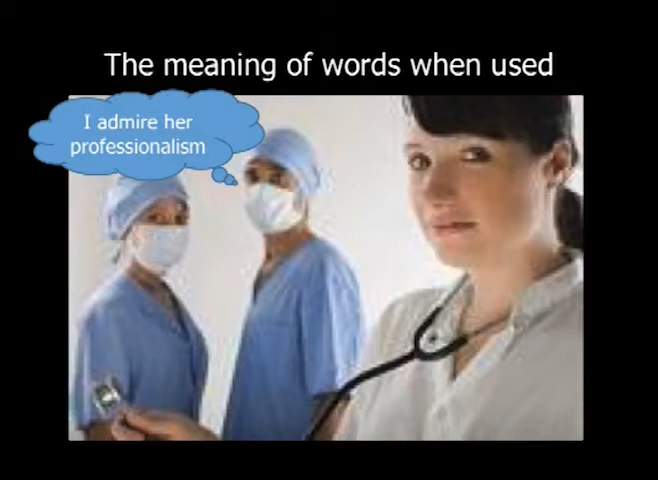 The meaning of words when used
I admire her
professionalism